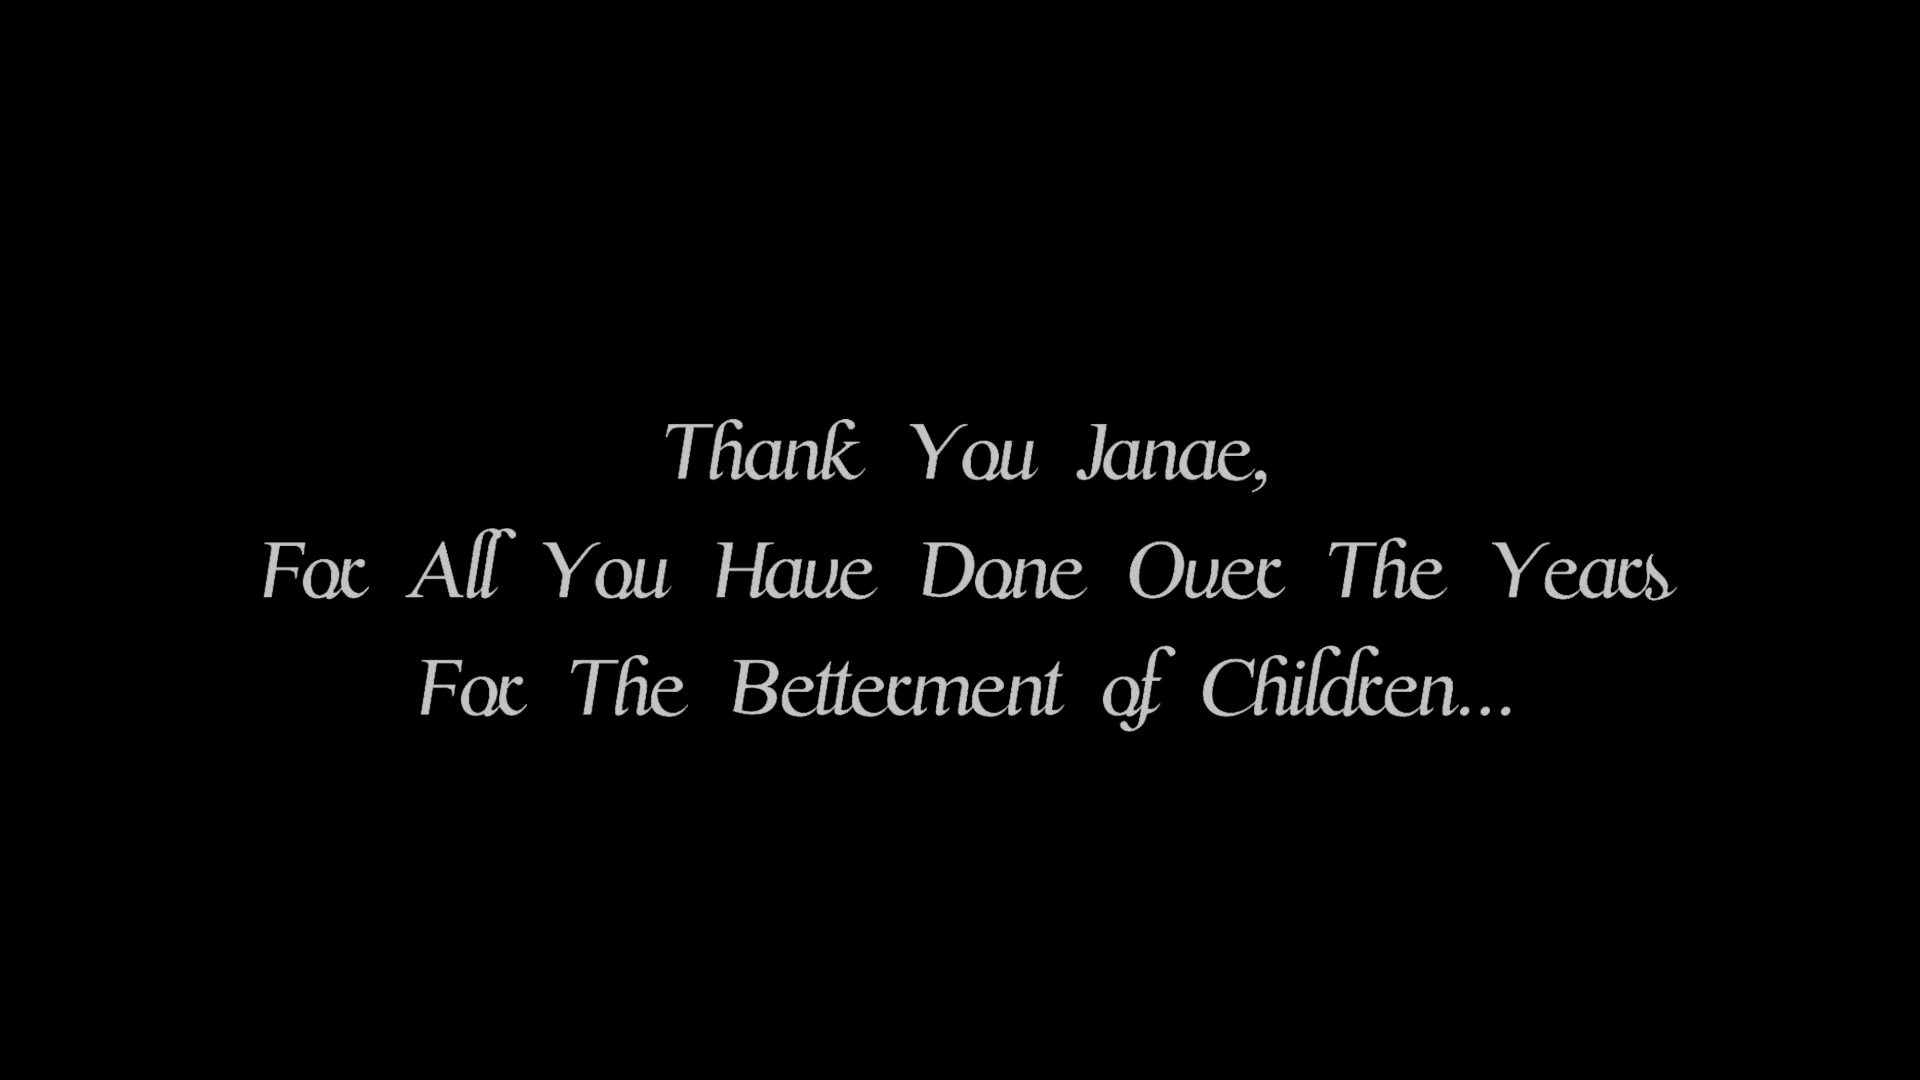 Thank You Janae,
For All You Have Done Over The Years
For The Betterment of Children...